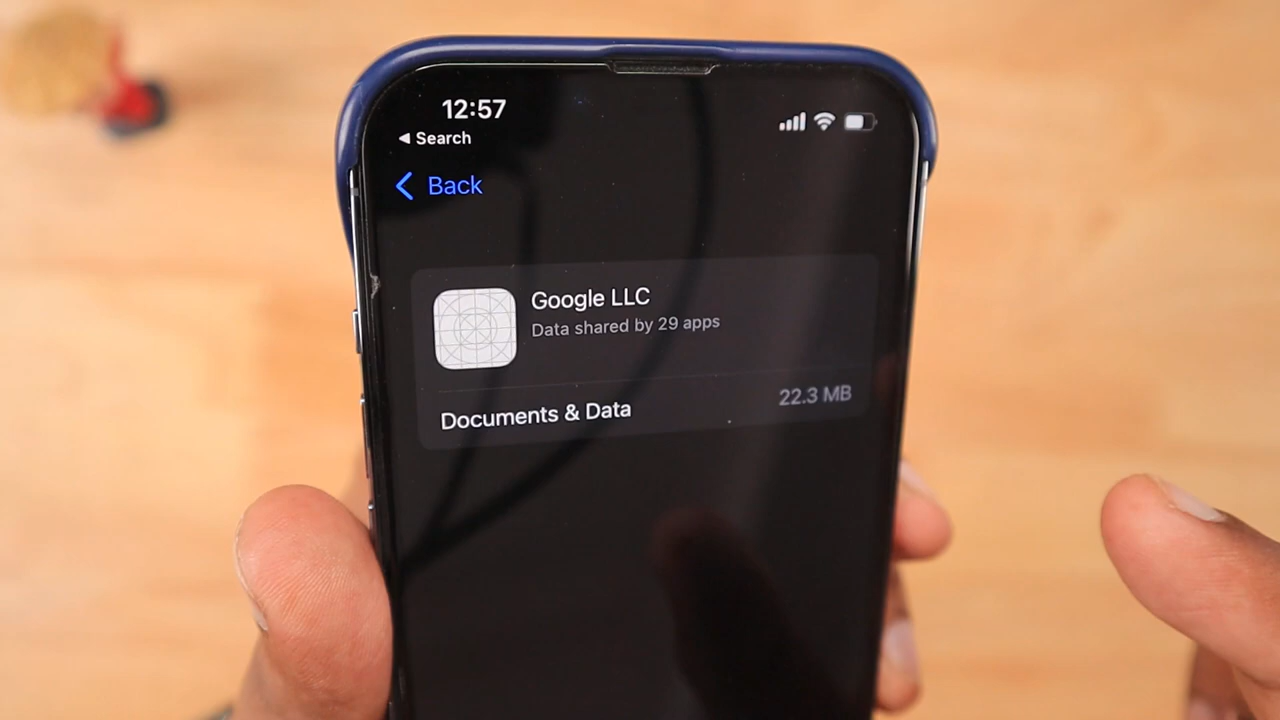 12:57
Search
Back
Google LLC
Data shared by 29 apps
Documents & Data
22.3 MB